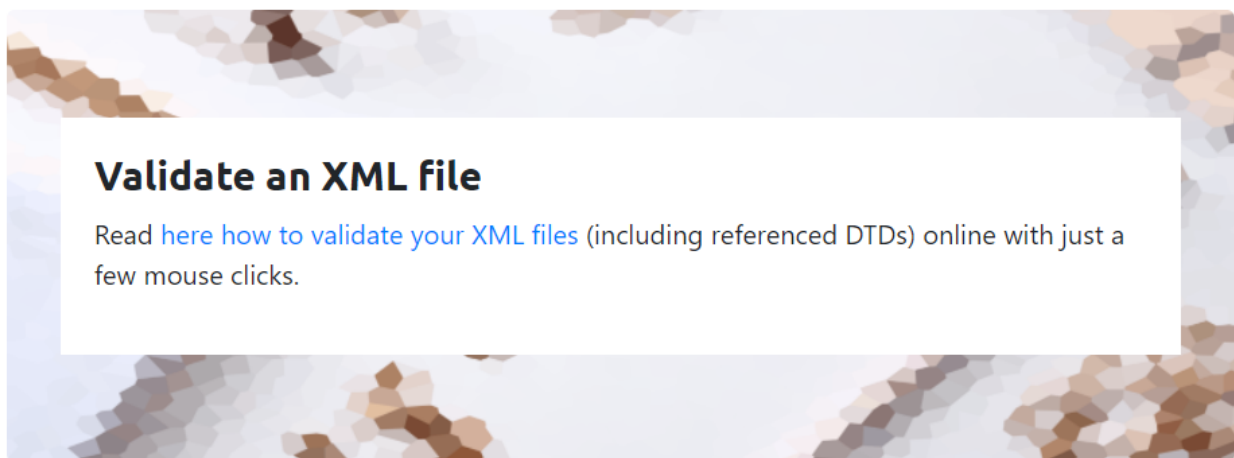 Validate an XML file
Read here how to validate your XML files (including referenced DTDs) online with just a
few mouse clicks.